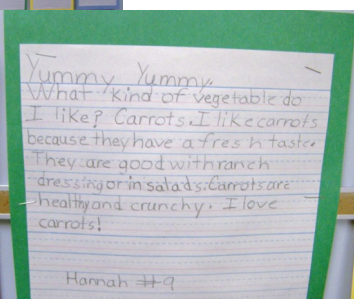 Yummy Yummy.
What kind of vegetable do
I like? Carrots. I like carrots
because they have a fresh taste.
They are good with ranch
dressing or in salads. Carrots are
healthy and crunchy. I love
carrots!
Hannah #9